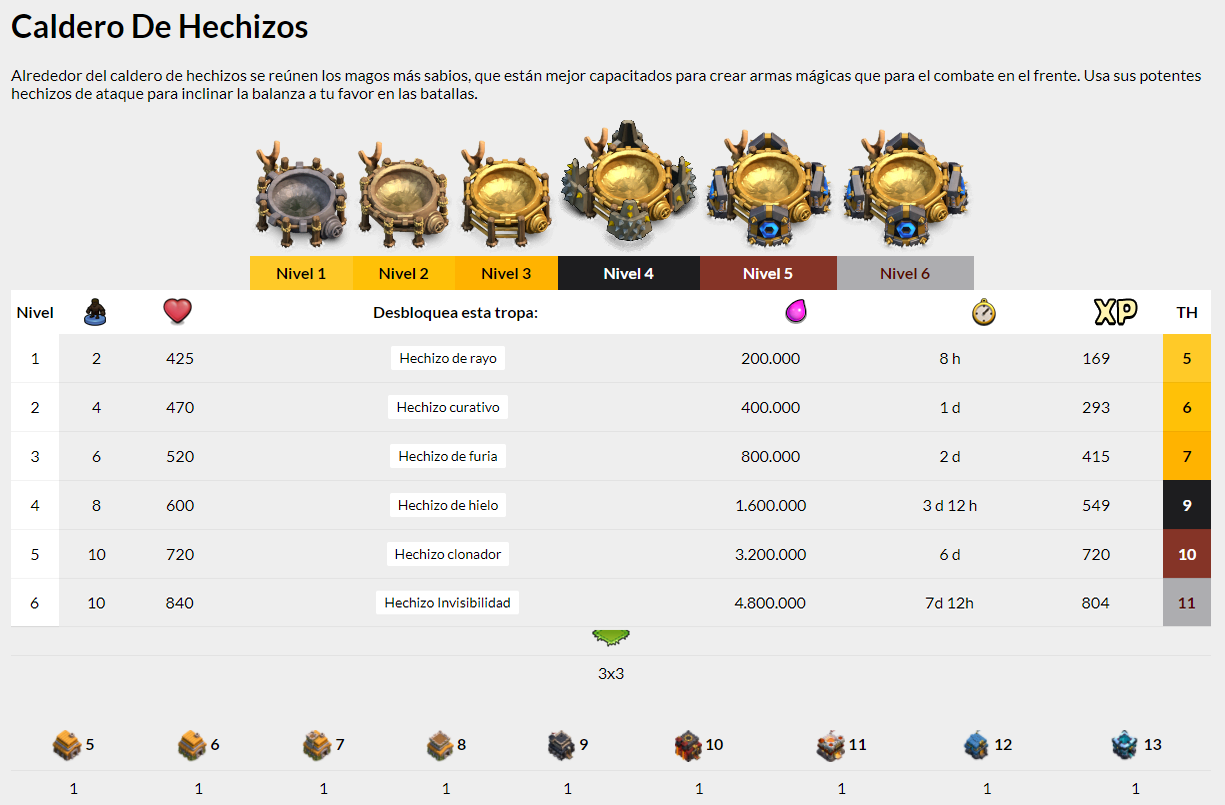 Caldero De Hechizos
Alrededor del caldero de hechizos se reúnen los magos más sabios, que están mejor capacitados para crear armas mágicas que para el combate en el frente. Usa sus potentes
hechizos de ataque para inclinar la balanza a tu favor en las batallas.
Nivel 1 Nivel 2 Nivel 3 Nivel 4 Nivel 5 Nivel 6
Nivel Desbloquea esta tropa: XP TH
1 2 425 Hechizo de rayo 200.000 8 h 169 5
2 4 470 Hechizo curativo 400.000 1 d 293 6
3 6 520 Hechizo de furia 800.000 2 d 415 7
4 8 600 Hechizo de hielo 1.600.000 3 d 12 h 549 9
5 10 720 Hechizo clonador 3.200.000 6 d 720 10
6 10 840 Hechizo Invisibilidad 4.800.000 7d 12h 804 11
3x3
5 6 7 8 9 10 11 12 13
1 1 1 1 1 1 1 1 1